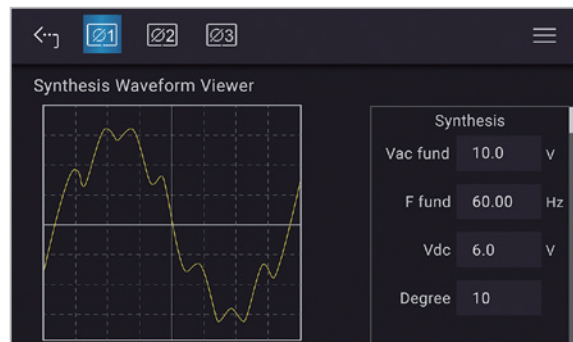 Ø1 Ø2 Ø3
Synthesis Waveform Viewer
Synthesis
Vac fund 10.0 V
F fund 60.00 Hz
Vdc 6.0 V
Degree 10